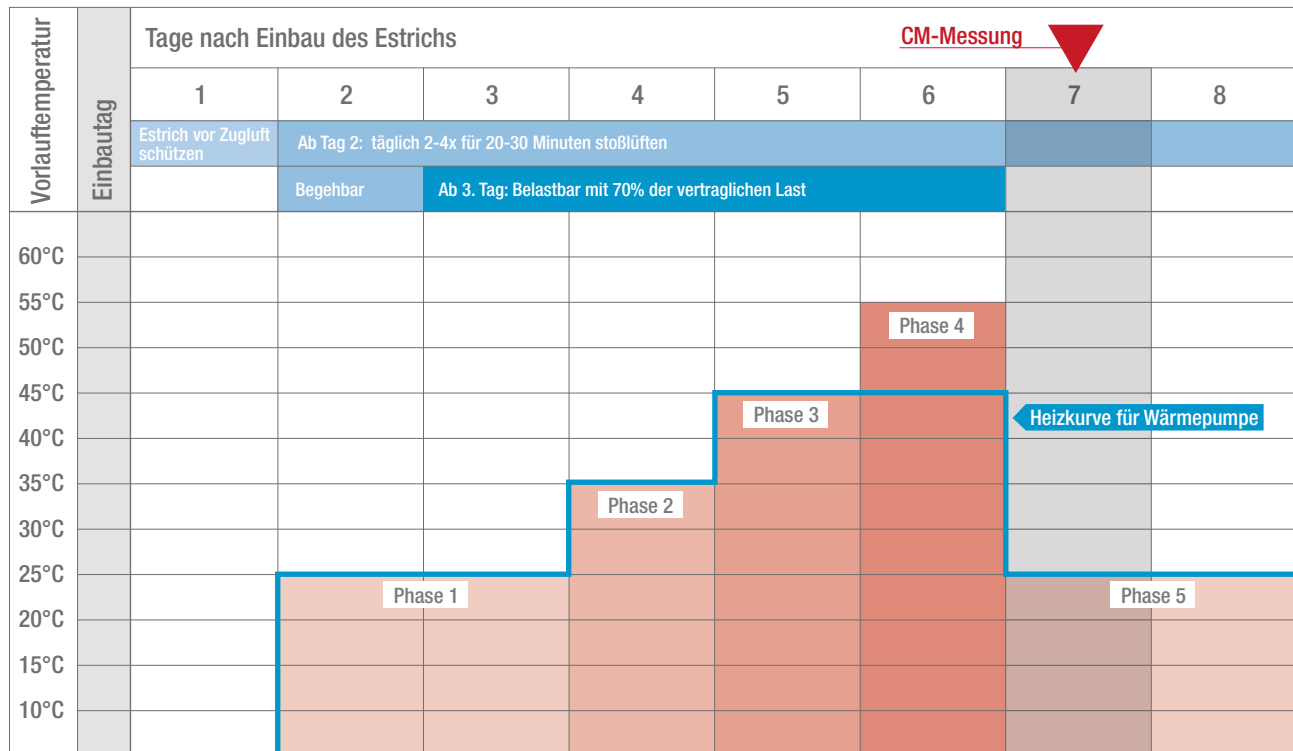 Vorlauftemperatur
Einbautag
Tage nach Einbau des Estrichs
CM-Messung
1 2 3 4 5 6 7 8
Estrich vor Zugluft
schützen
Ab Tag 2: täglich 2-4x für 20-30 Minuten stoßlüften
Begehbar
Ab 3. Tag: Belastbar mit 70% der vertraglichen Last
60°C
55°C
Phase 4
50°C
45°C
Phase 3
Heizkurve für Wärmepumpe
40°C
35°C
Phase 2
30°C
25°C
Phase 1
Phase 5
20°C
15°C
10°C